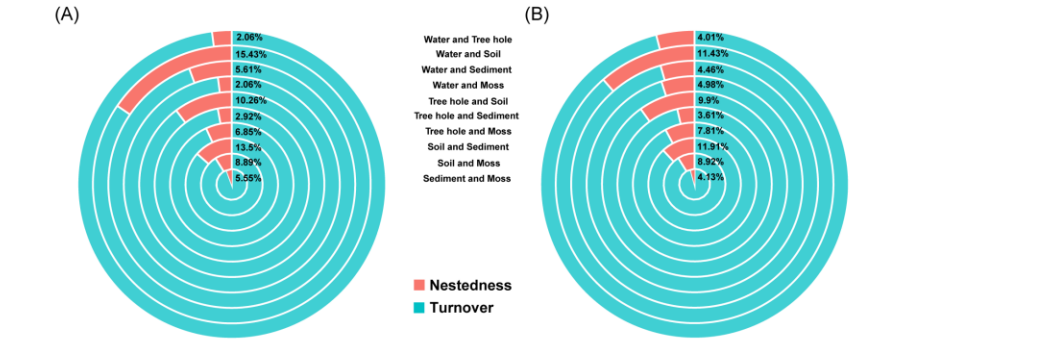 (A)
(B)
2.06%
Water and Tree hole
4.01%
15.43%
Water and Soil
11.43%
5.61%
Water and Sediment
4.46%
2.06%
Water and Moss
4.98%
10.26%
Tree hole and Soil
9.9%
2.92%
Tree hole and Sediment
3.61%
6.85%
Tree hole and Moss
7.81%
13.5%
Soil and Sediment
11.91%
8.89%
Soil and Moss
8.92%
5.55%
Sediment and Moss
4.13%
Nestedness
Turnover